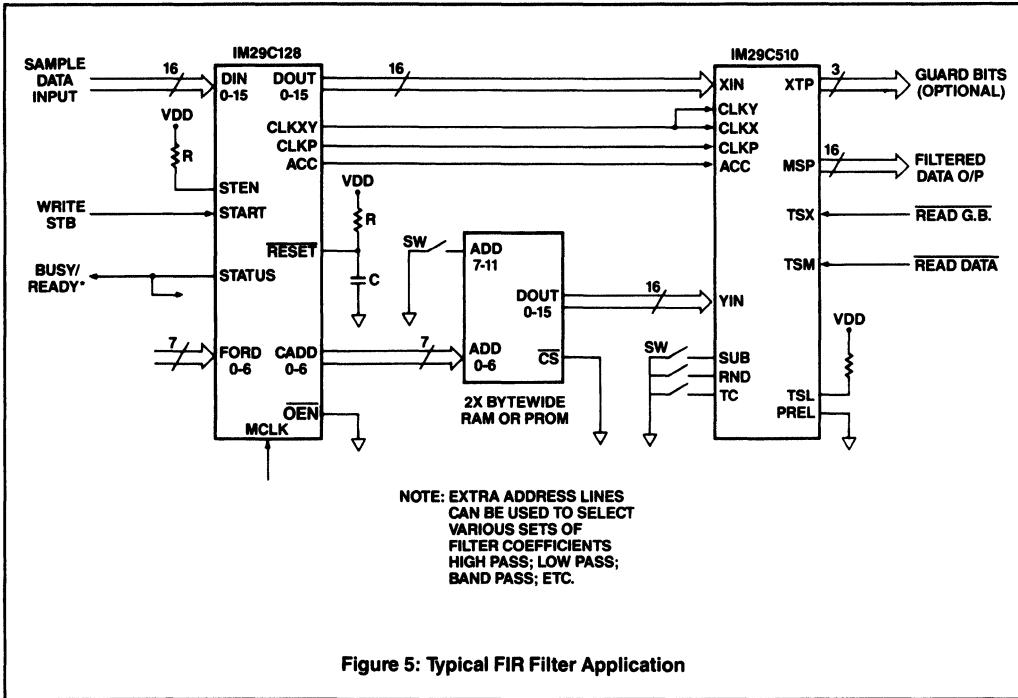 IM29C128
IM29C510
SAMPLE
DATA
INPUT
16
DIN
0-15
DOUT
0-15
16
XIN
XTP
3
GUARD BITS
(OPTIONAL)
VDD
R
CLKXY
CLKP
ACC
CLKY
CLKX
CLKP
ACC
MSP
16
FILTERED
DATA O/P
STEN
WRITE
STB
START
VDD
R
TSX
READ G.B.
RESET
SW
ADD
7-11
BUSY/
READY*
STATUS
C
TSM
READ DATA
DOUT
0-15
16
YIN
VDD
7
FORD
0-6
CADD
0-6
7
ADD
0-6
CS
SW
SUB
RND
TC
TSL
PREL
OEN
MCLK
2X BYTEWIDE
RAM OR PROM
NOTE: EXTRA ADDRESS LINES
CAN BE USED TO SELECT
VARIOUS SETS OF
FILTER COEFFICIENTS
HIGH PASS; LOW PASS;
BAND PASS; ETC.
Figure 5: Typical FIR Filter Application